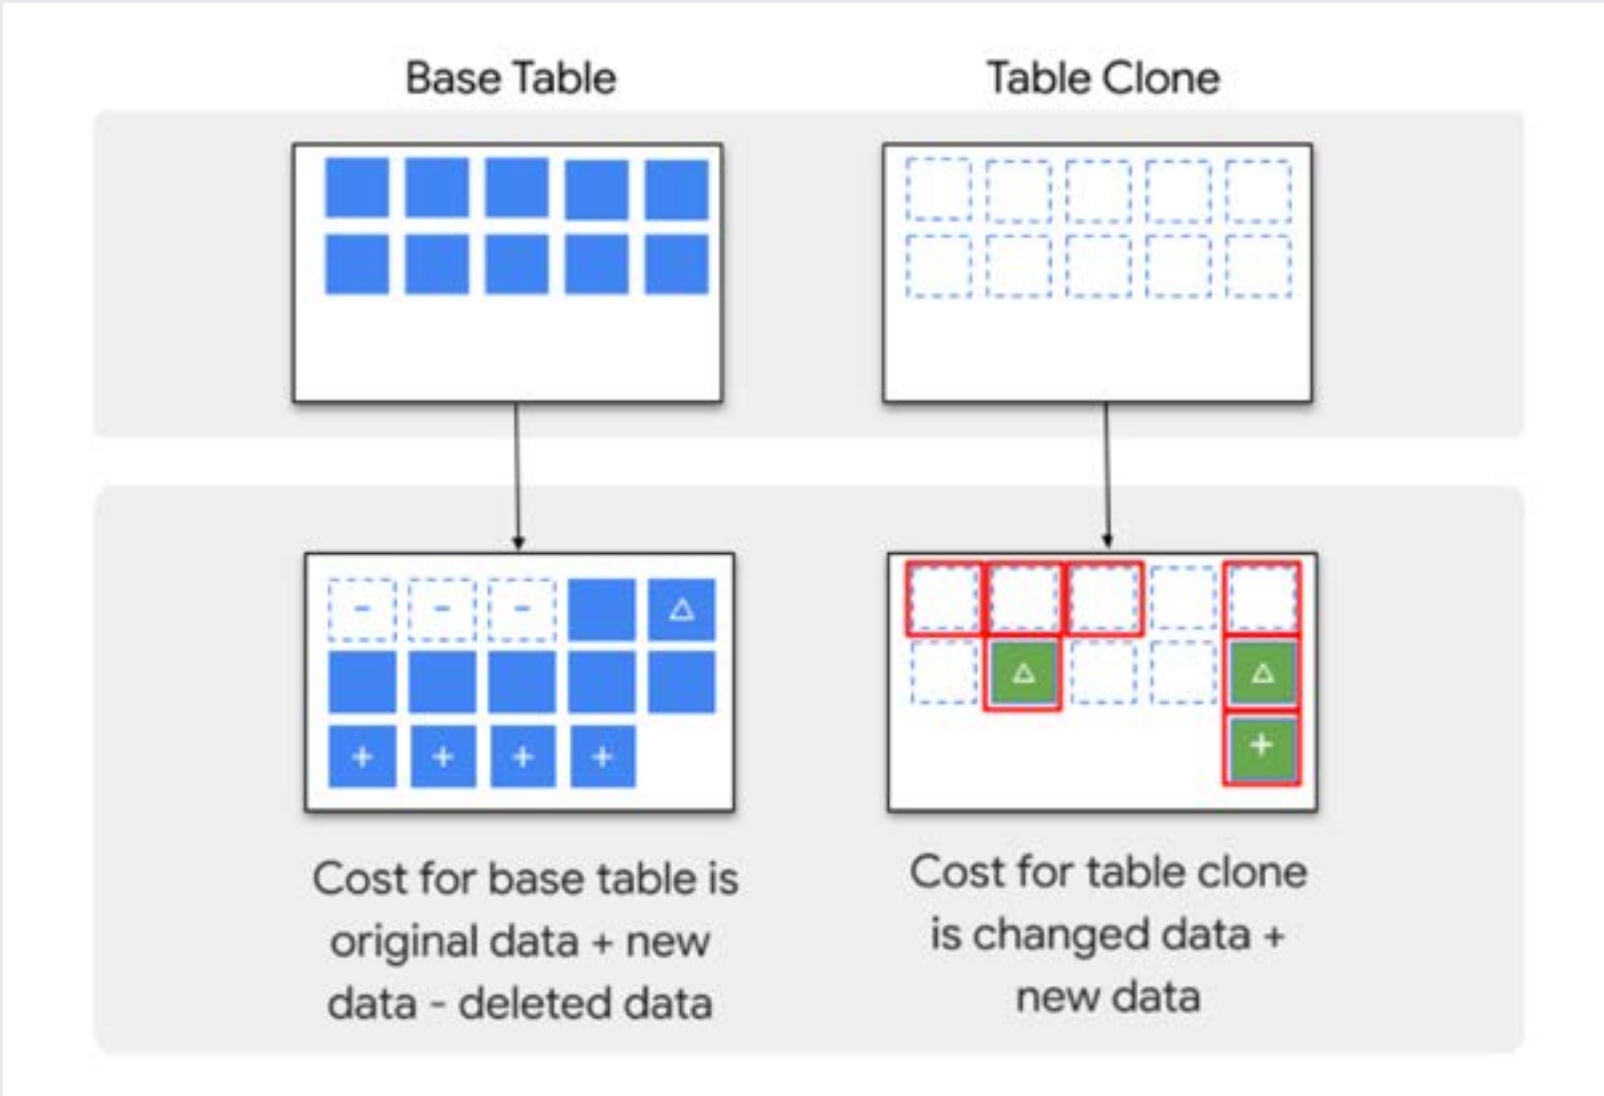 Base Table
Table Clone
- - - △
+ + + +
△ △
+
Cost for base table is
original data + new
data - deleted data
Cost for table clone
is changed data +
new data